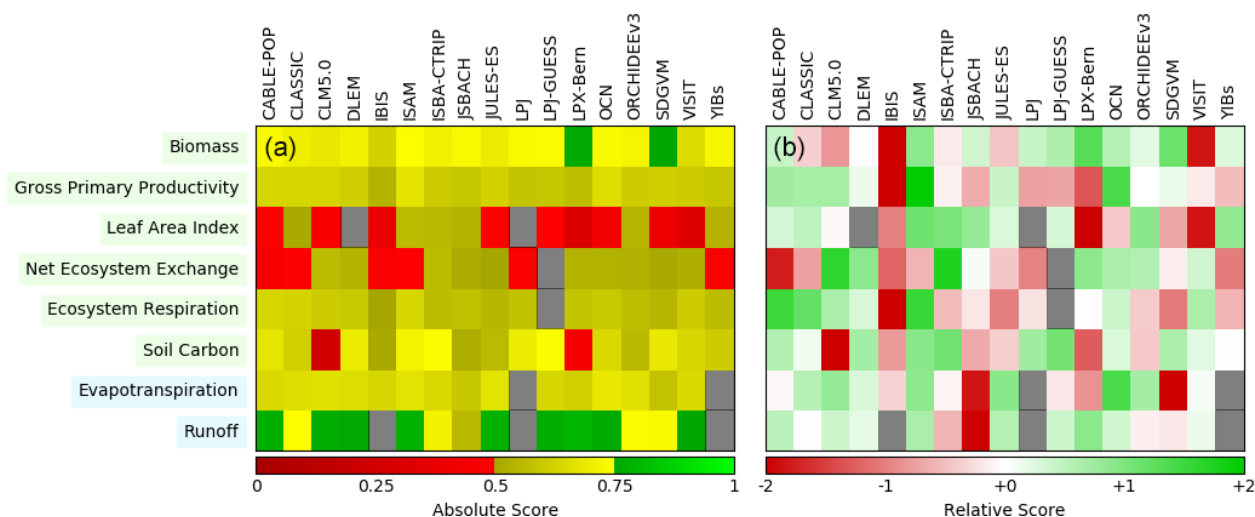 CABLE-POP
CLASSIC
CLM5.0
DLEM
IBIS
ISAM
ISBA-CTRIP
JSBACH
JULES-ES
LPJ
LPJ-GUESS
LPX-Bern
OCN
ORCHIDEEv3
SDGVM
VISIT
YIBs
CABLE-POP
CLASSIC
CLM5.0
DLEM
IBIS
ISAM
ISBA-CTRIP
JSBACH
JULES-ES
LPJ
LPJ-GUESS
LPX-Bern
OCN
ORCHIDEEv3
SDGVM
VISIT
YIBs
(a)
(b)
Biomass
Gross Primary Productivity
Leaf Area Index
Net Ecosystem Exchange
Ecosystem Respiration
Soil Carbon
Evapotranspiration
Runoff
0 0.25 0.5 0.75 1
Absolute Score
-2 -1 +0 +1 +2
Relative Score